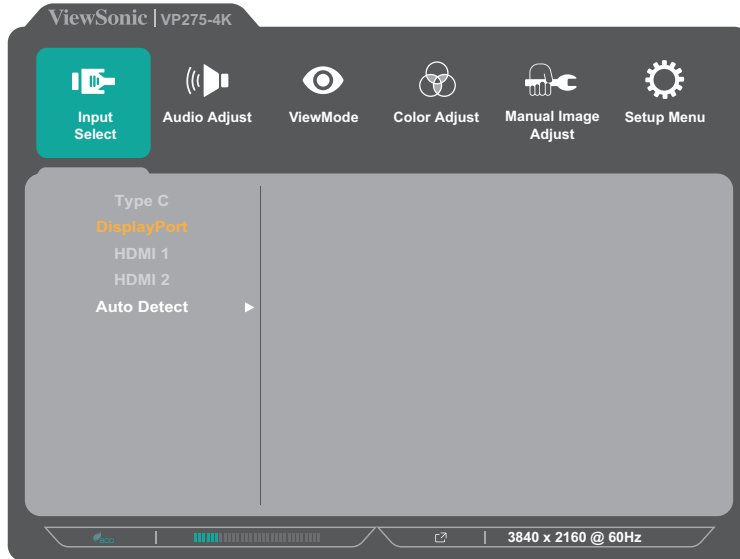 ViewSonic | VP275-4K
Input Select
Audio Adjust
ViewMode
Color Adjust
Manual Image Adjust
Setup Menu
Type C
DisplayPort
HDMI 1
HDMI 2
Auto Detect
3840 x 2160 @ 60Hz